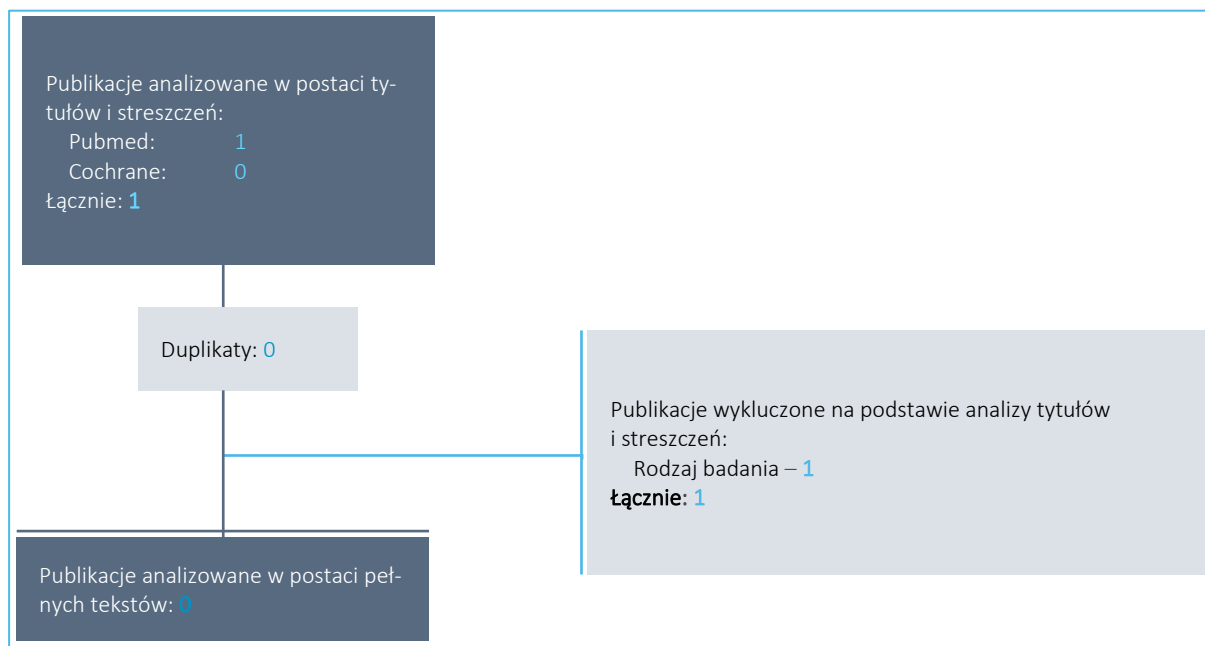 Publikacje analizowane w postaci ty-
tułów i streszczeń:
Pubmed: 1
Cochrane: 0
Łącznie: 1
Duplikaty: 0
Publikacje wykluczone na podstawie analizy tytułów
i streszczeń:
Rodzaj badania – 1
Łącznie: 1
Publikacje analizowane w postaci peł-
nych tekstów: 0